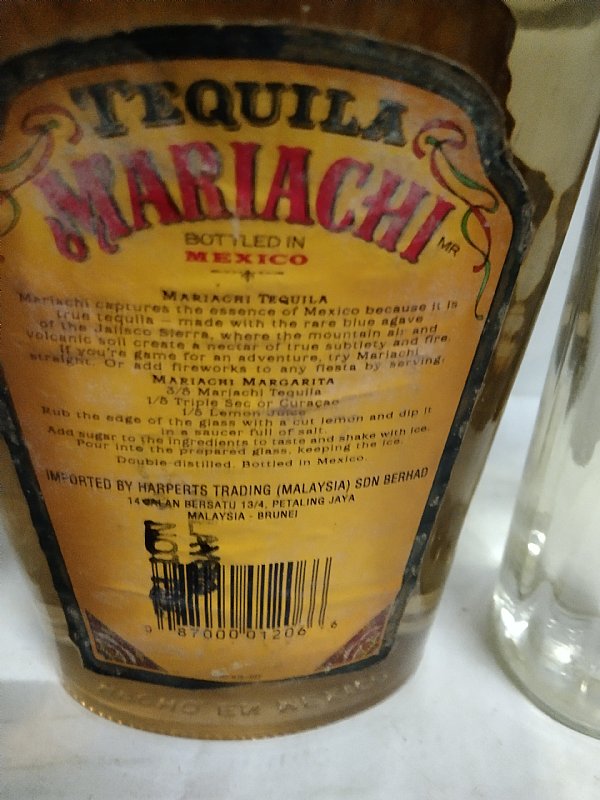 TEQUILA
MARIACHI
MR
BOTTLED IN
MEXICO
MARIACHI TEQUILA
Mariachi captures the essence of Mexico because it is
true tequila - made with the rare blue agave
of the Jalisco Sierra, where the mountain air and
volcanic soil create a nectar of true subtlety and fire.
If you're game for an adventure, try Mariachi
straight. Or add fireworks to any fiesta by serving:
MARIACHI MARGARITA
3/5 Mariachi Tequila
1/5 Triple Sec or Curaçao
1/5 Lemon Juice
Rub the edge of the glass with a cut lemon and dip it
in a saucer full of salt.
Add sugar to the ingredients to taste and shake with ice.
Pour into the prepared glass, keeping the ice.
Double distilled. Bottled in Mexico.
IMPORTED BY HARPERTS TRADING (MALAYSIA) SDN BERHAD
14 JALAN BERSATU 13/4, PETALING JAYA
MALAYSIA - BRUNEI
87000 01206 6
HECHO EN MEXICO